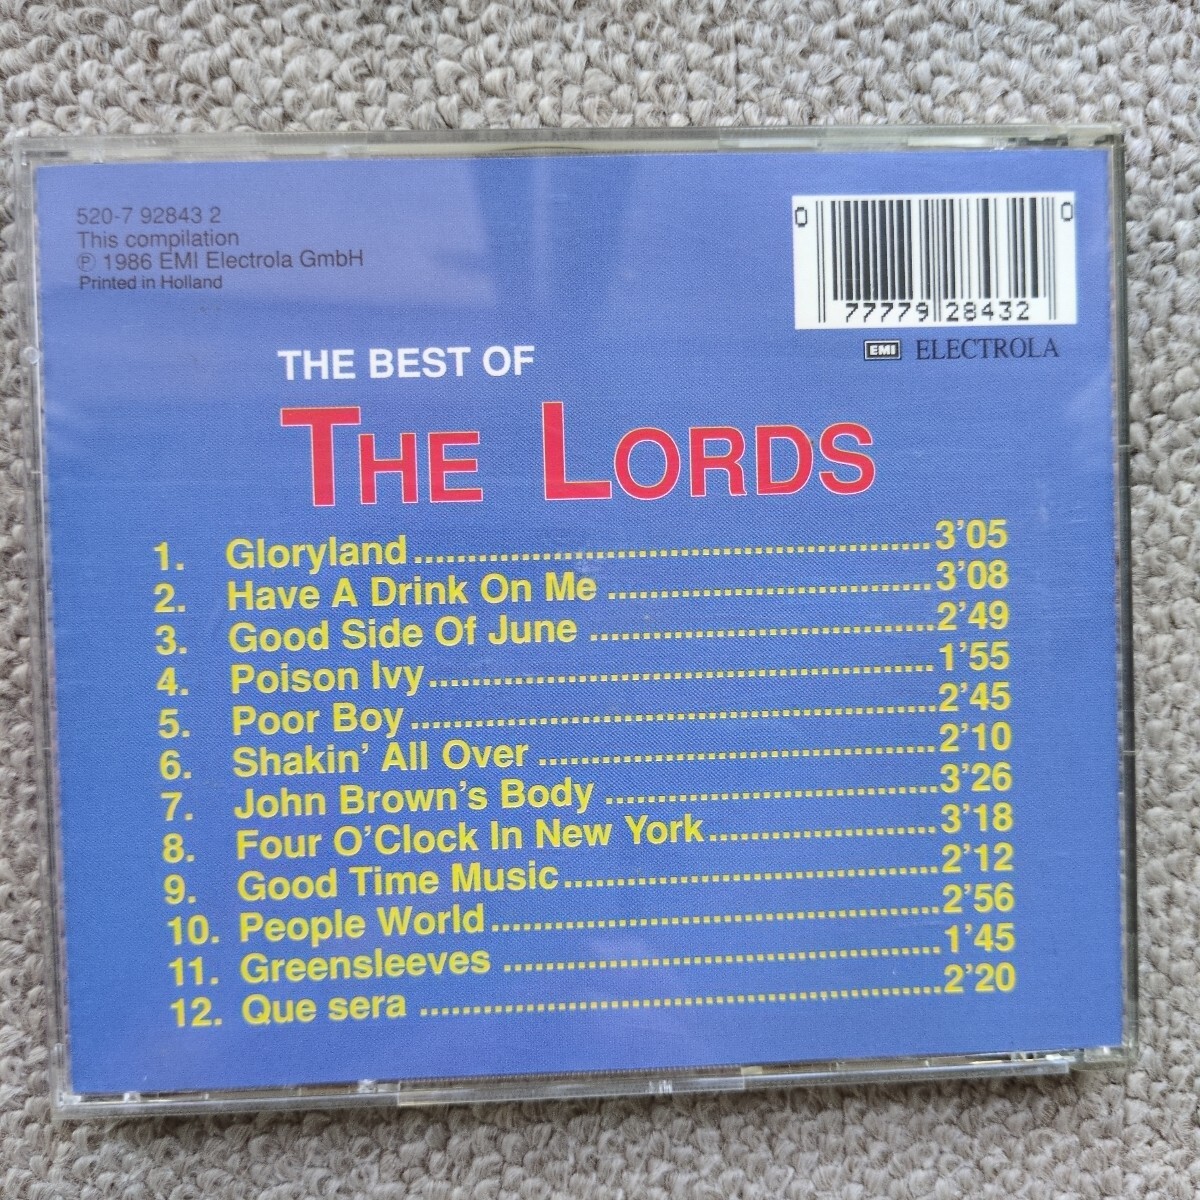 520-7 92843 2
This compilation
℗ 1986 EMI Electrola GmbH
Printed in Holland
0 77779 28432 0
EMI ELECTROLA
THE BEST OF
THE LORDS
1. Gloryland 3'05
2. Have A Drink On Me 3'08
3. Good Side Of June 2'49
4. Poison Ivy 1'55
5. Poor Boy 2'45
6. Shakin' All Over 2'10
7. John Brown's Body 3'26
8. Four O'Clock In New York 3'18
9. Good Time Music 2'12
10. People World 2'56
11. Greensleeves 1'45
12. Que sera 2'20